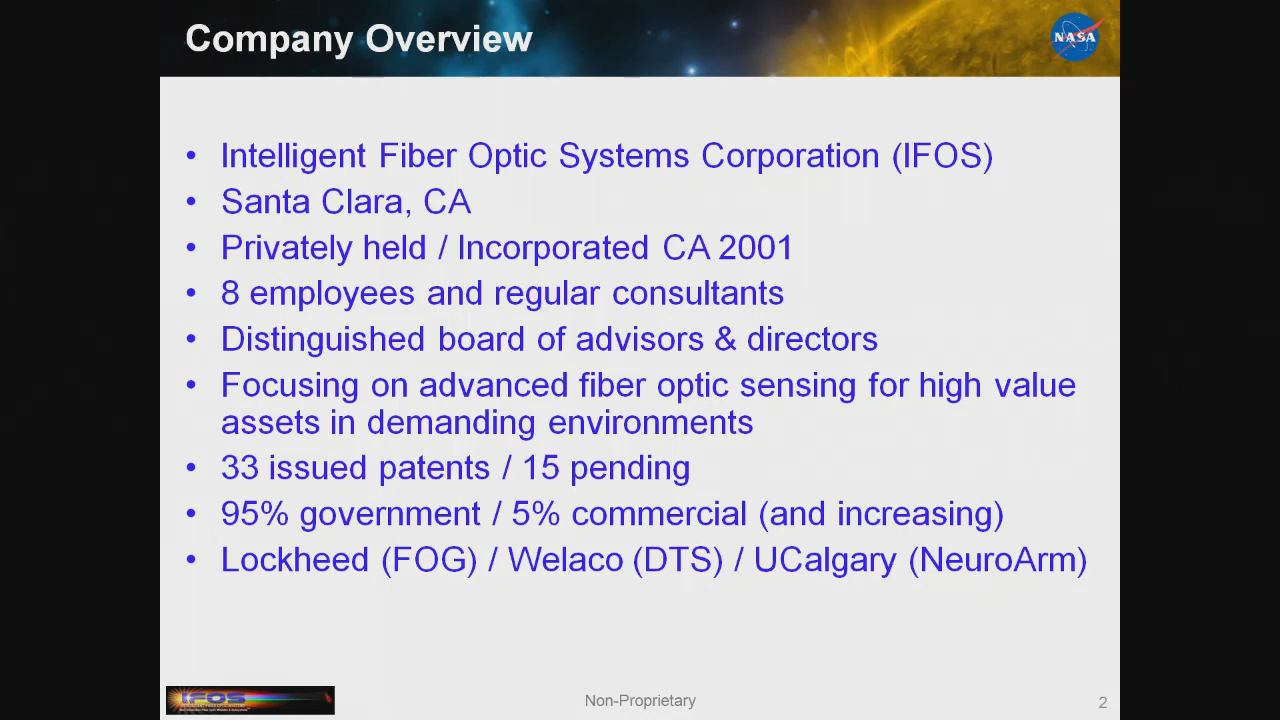 Company Overview
NASA
• Intelligent Fiber Optic Systems Corporation (IFOS)
• Santa Clara, CA
• Privately held / Incorporated CA 2001
• 8 employees and regular consultants
• Distinguished board of advisors & directors
• Focusing on advanced fiber optic sensing for high value
assets in demanding environments
• 33 issued patents / 15 pending
• 95% government / 5% commercial (and increasing)
• Lockheed (FOG) / Welaco (DTS) / UCalgary (NeuroArm)
IFOS
Non-Proprietary
2